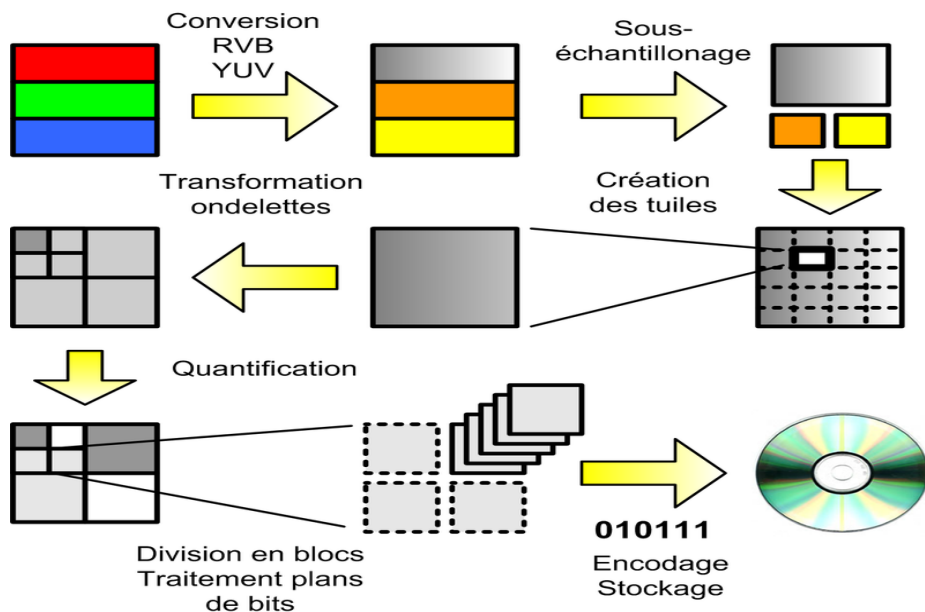 Conversion
RVB
YUV
Sous-
échantillonage
Transformation
ondelettes
Création
des tuiles
Quantification
Division en blocs
Traitement plans
de bits
010111
Encodage
Stockage